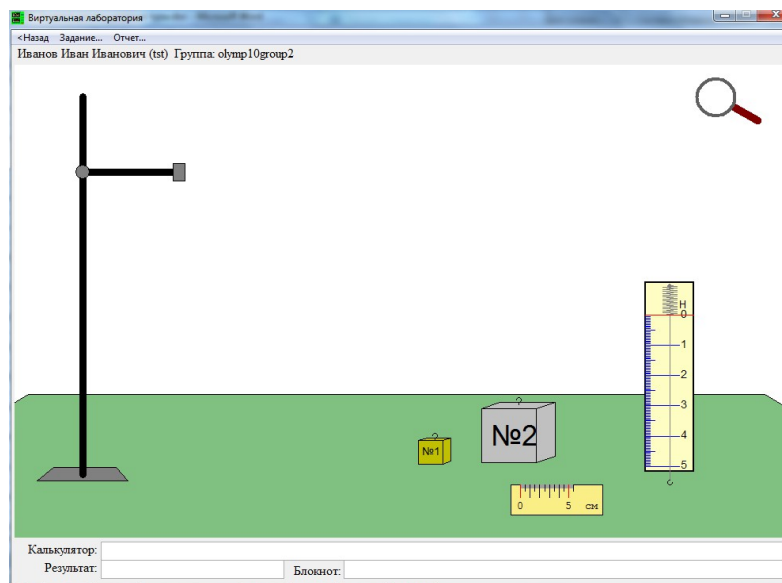 Виртуальная лаборатория
<Назад Задание... Отчет...
Иванов Иван Иванович (tst) Группа: olymp10group2
Н
0
1
2
3
4
5
№1
№2
0 5 см
Калькулятор:
Результат: Блокнот: